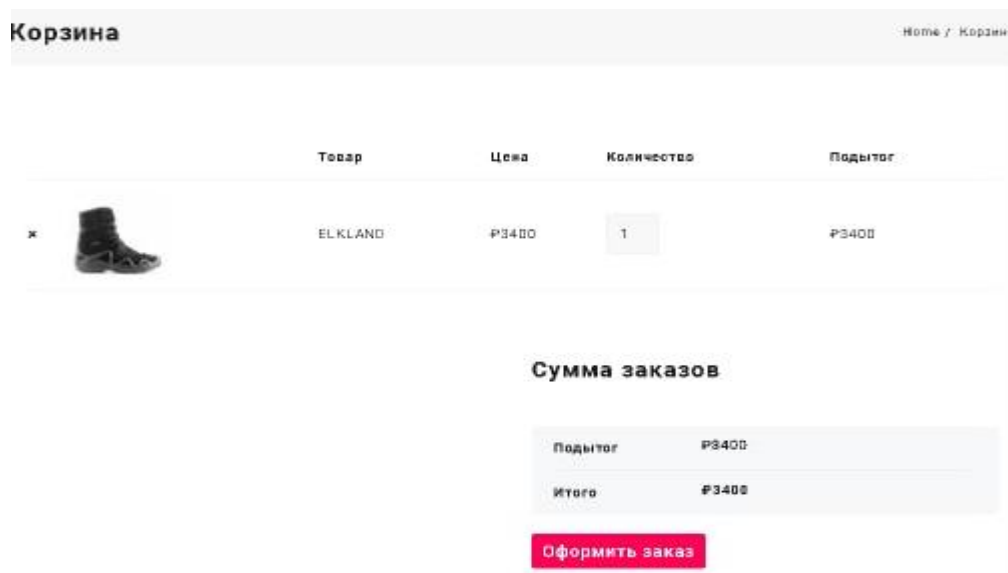 Корзина
Home / Корзин
Товар Цена Количество Подытог
× ELKLAND ₽3400 1 ₽3400
Сумма заказов
Подытог ₽3400
Итого ₽3400
Оформить заказ